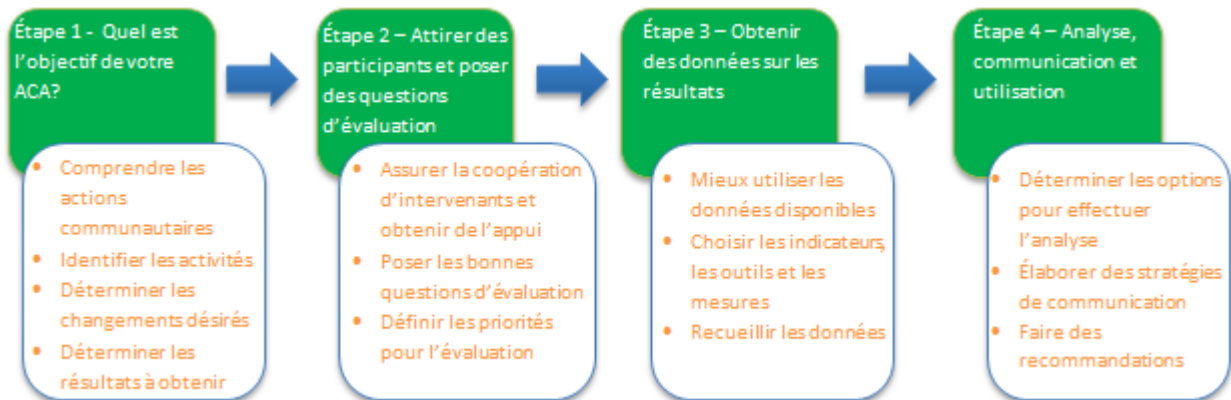 Étape 1 - Quel est
l'objectif de votre
ACA?
• Comprendre les
actions
communautaires
• Identifier les activités
• Déterminer les
changements désirés
• Déterminer les
résultats à obtenir
Étape 2 – Attirer des
participants et poser
des questions
d'évaluation
• Assurer la coopération
d'intervenants et
obtenir de l'appui
• Poser les bonnes
questions d'évaluation
• Définir les priorités
pour l'évaluation
Étape 3 – Obtenir
des données sur les
résultats
• Mieux utiliser les
données disponibles
• Choisir les indicateurs,
les outils et les
mesures
• Recueillir les données
Étape 4 – Analyse,
communication et
utilisation
• Déterminer les options
pour effectuer
l'analyse
• Élaborer des stratégies
de communication
• Faire des
recommandations